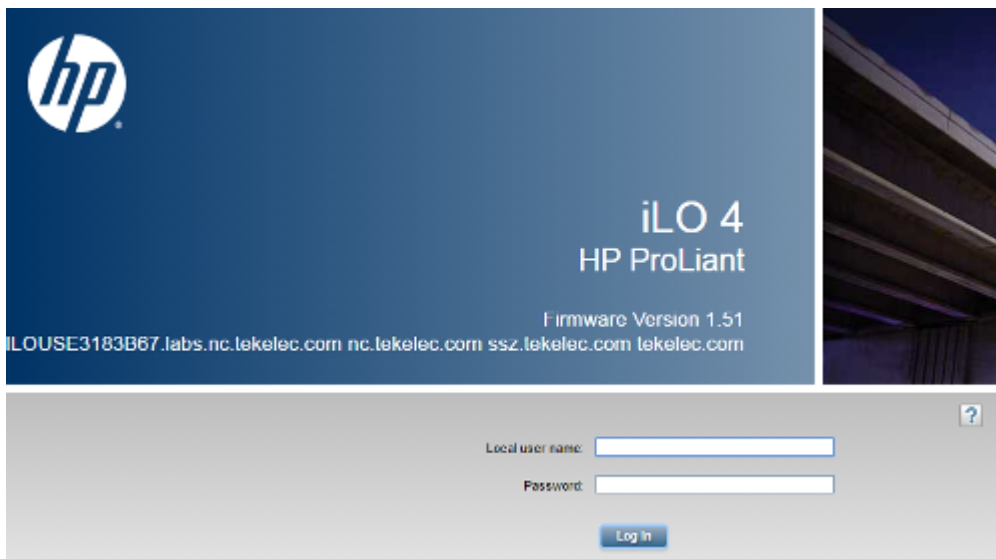 hp
iLO 4
HP ProLiant
Firmware Version 1.51
ILOUSE3183B67.labs.nc.tekelec.com nc.tekelec.com ssz.tekelec.com tekelec.com
?
Local user name:
Password:
Log In